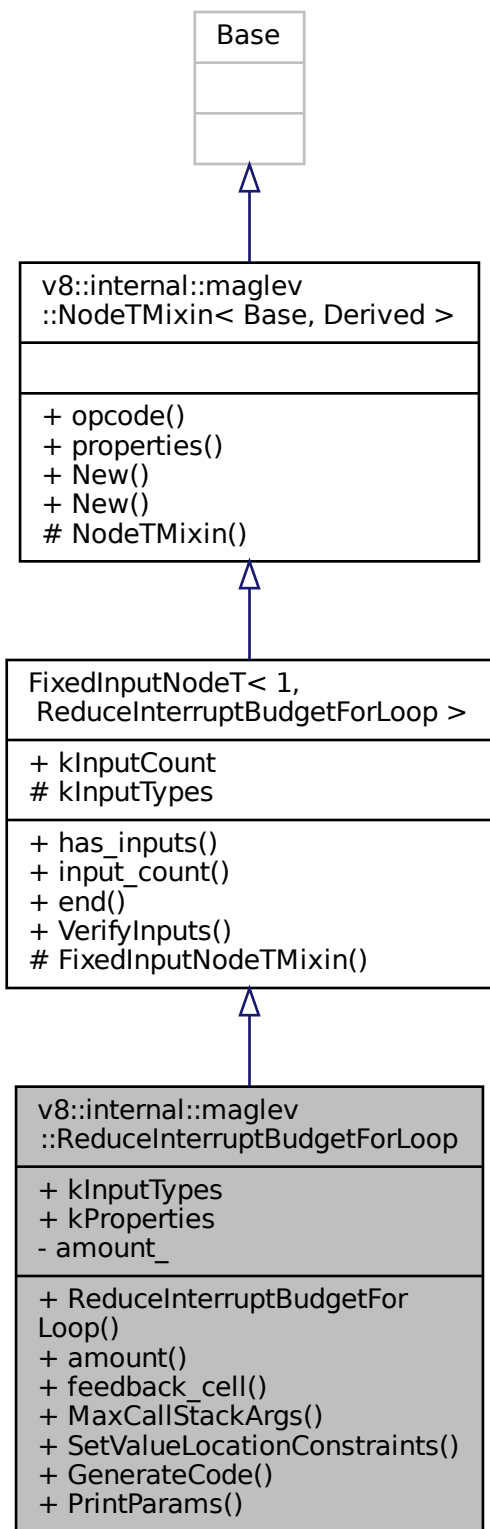 Base
v8::internal::maglev
::NodeTMixin< Base, Derived >
+ opcode()
+ properties()
+ New()
+ New()
# NodeTMixin()
FixedInputNodeT< 1,
 ReduceInterruptBudgetForLoop >
+ kInputCount
# kInputTypes
+ has_inputs()
+ input_count()
+ end()
+ VerifyInputs()
# FixedInputNodeTMixin()
v8::internal::maglev
::ReduceInterruptBudgetForLoop
+ kInputTypes
+ kProperties
- amount_
+ ReduceInterruptBudgetFor
Loop()
+ amount()
+ feedback_cell()
+ MaxCallStackArgs()
+ SetValueLocationConstraints()
+ GenerateCode()
+ PrintParams()